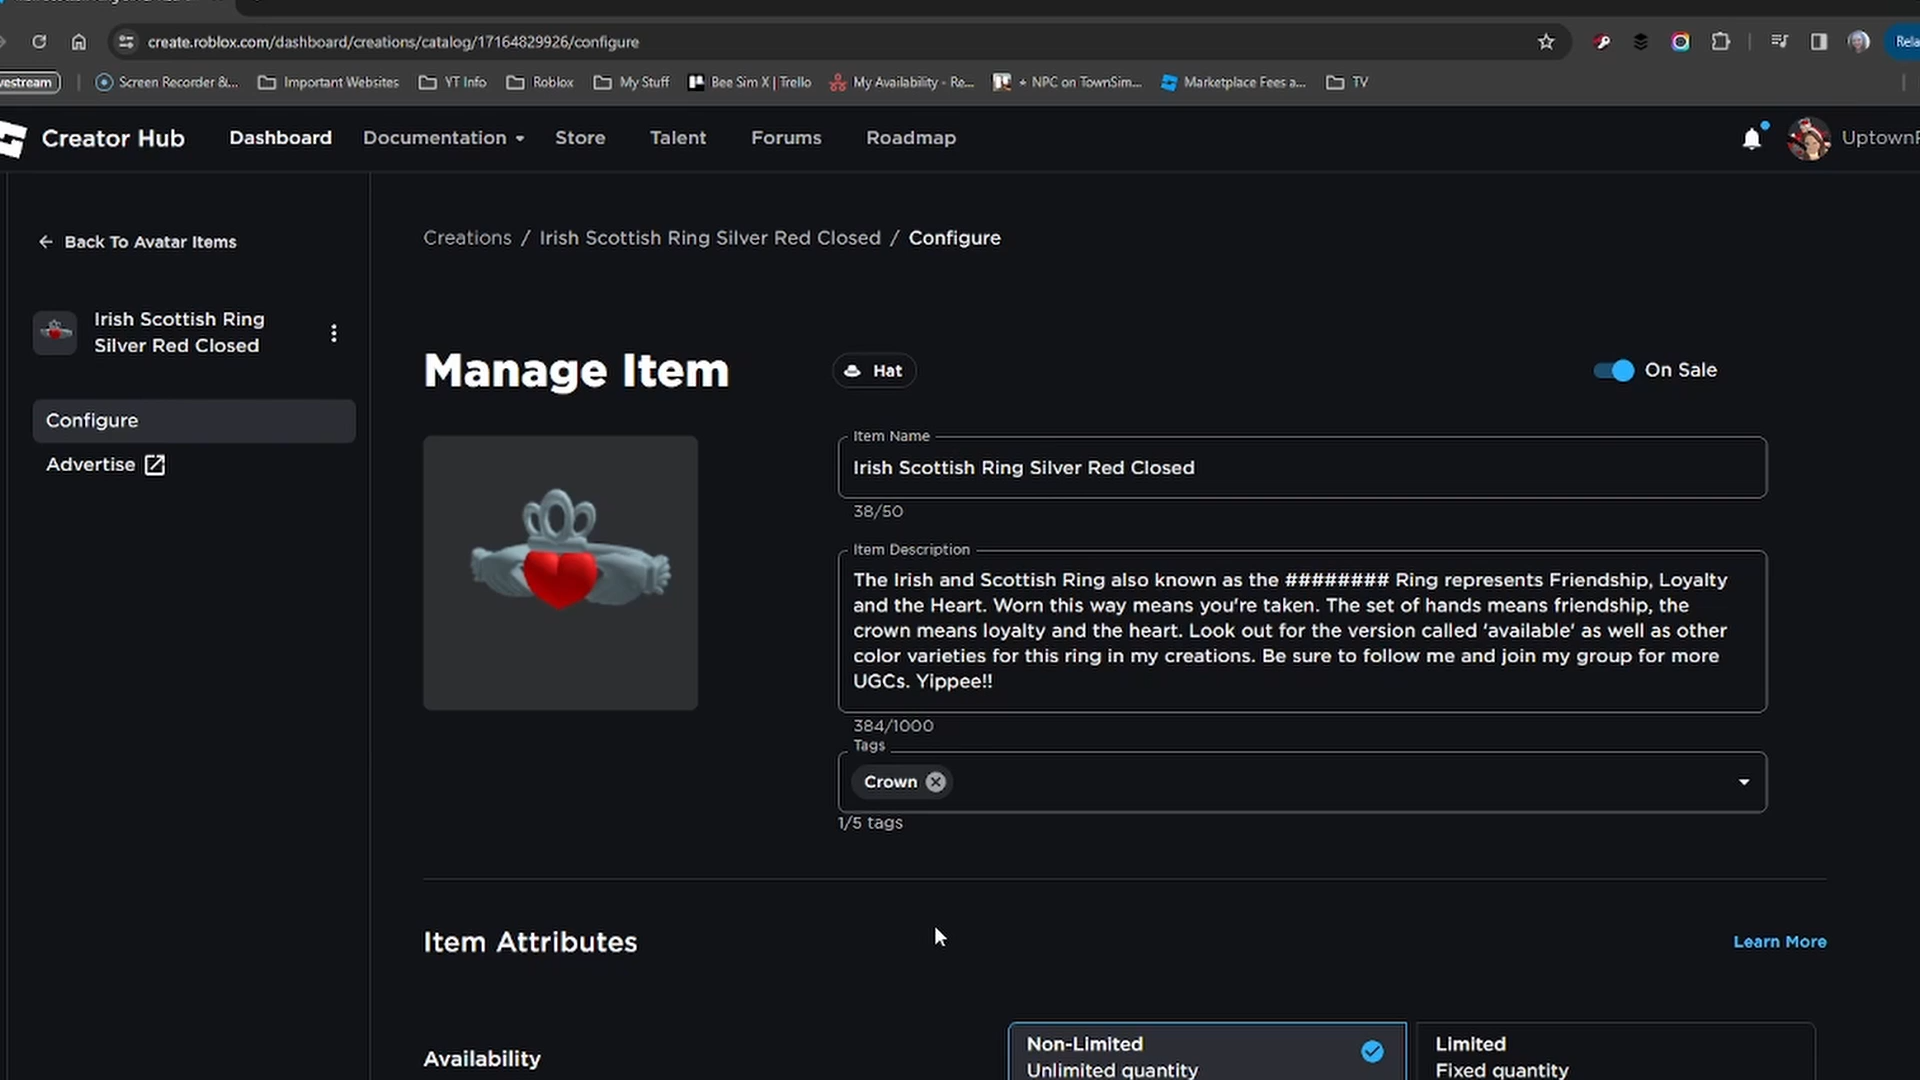 create.roblox.com/dashboard/creations/catalog/17164829926/configure
Rela
vestream Screen Recorder &... Important Websites YT Info Roblox My Stuff Bee Sim X | Trello My Availability - Re... + NPC on TownSim... Marketplace Fees a... TV
Creator Hub Dashboard Documentation Store Talent Forums Roadmap UptownF
Back To Avatar Items
Creations / Irish Scottish Ring Silver Red Closed / Configure
Irish Scottish Ring
Silver Red Closed
Configure
Advertise
Manage Item
Hat
On Sale
Item Name
Irish Scottish Ring Silver Red Closed
38/50
Item Description
The Irish and Scottish Ring also known as the ######## Ring represents Friendship, Loyalty
and the Heart. Worn this way means you're taken. The set of hands means friendship, the
crown means loyalty and the heart. Look out for the version called 'available' as well as other
color varieties for this ring in my creations. Be sure to follow me and join my group for more
UGCs. Yippee!!
384/1000
Tags
Crown
1/5 tags
Item Attributes
Learn More
Availability
Non-Limited
Unlimited quantity
Limited
Fixed quantity